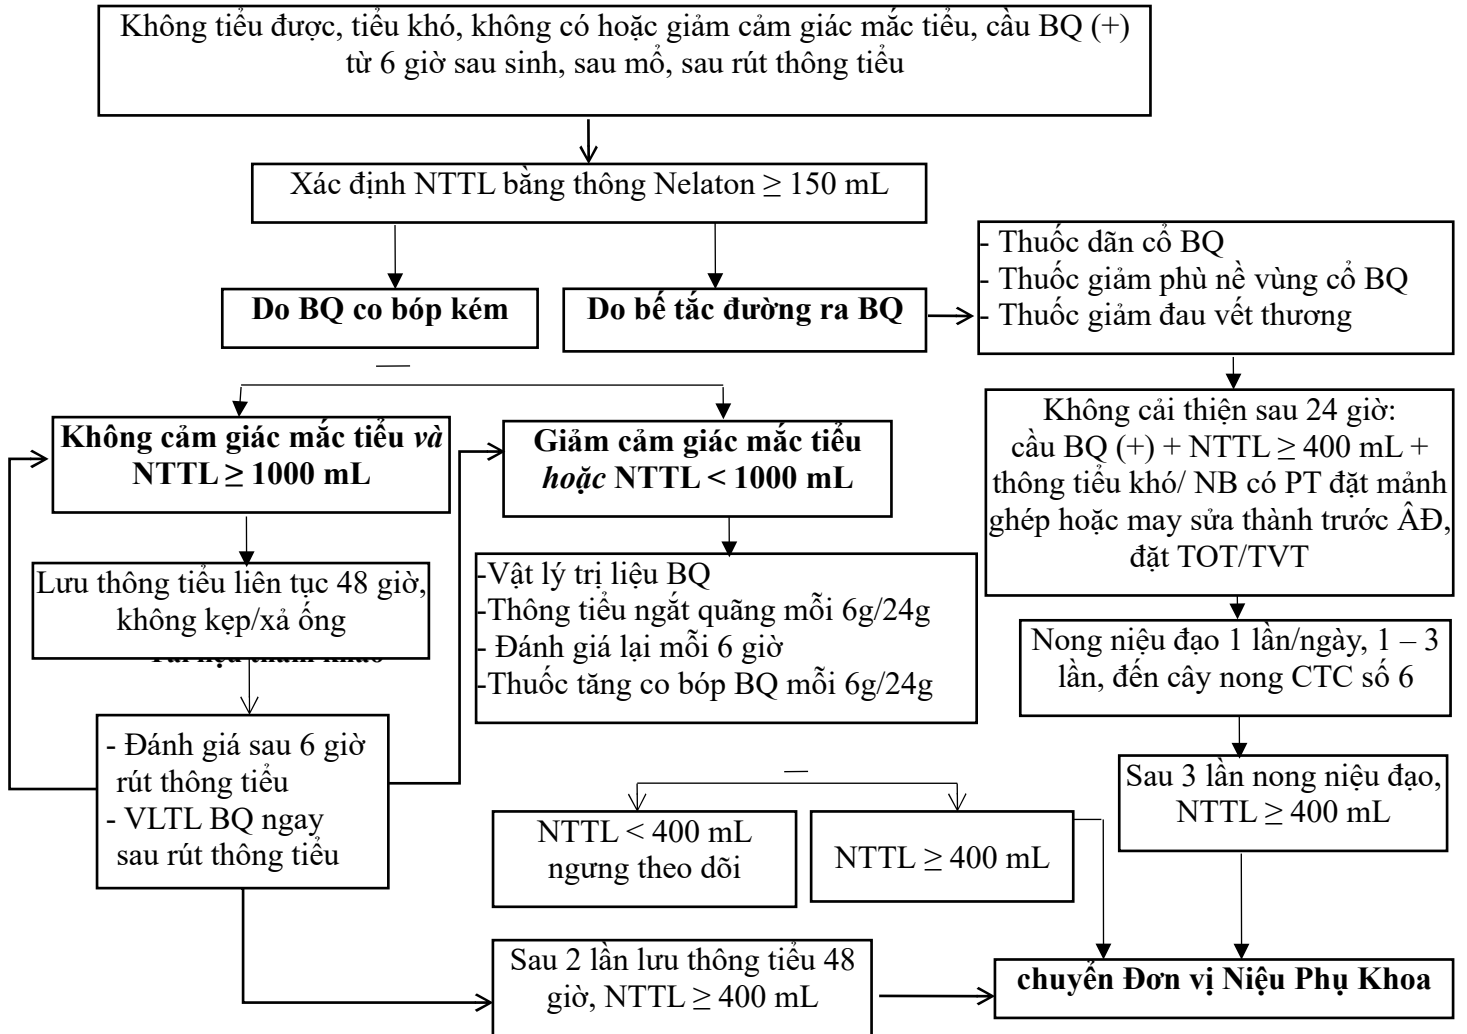 Không tiểu được, tiểu khó, không có hoặc giảm cảm giác mắc tiểu, cầu BQ (+)
từ 6 giờ sau sinh, sau mổ, sau rút thông tiểu
Xác định NTTL bằng thông Nelaton ≥ 150 mL
- Thuốc dãn cổ BQ
- Thuốc giảm phù nề vùng cổ BQ
- Thuốc giảm đau vết thương
Do BQ co bóp kém
Do bế tắc đường ra BQ
Không cảm giác mắc tiểu và
NTTL ≥ 1000 mL
Giảm cảm giác mắc tiểu
hoặc NTTL < 1000 mL
Không cải thiện sau 24 giờ:
cầu BQ (+) + NTTL ≥ 400 mL +
thông tiểu khó/ NB có PT đặt mảnh
ghép hoặc may sửa thành trước ÂĐ,
đặt TOT/TVT
Lưu thông tiểu liên tục 48 giờ,
không kẹp/xả ống
-Vật lý trị liệu BQ
-Thông tiểu ngắt quãng mỗi 6g/24g
- Đánh giá lại mỗi 6 giờ
-Thuốc tăng co bóp BQ mỗi 6g/24g
Nong niệu đạo 1 lần/ngày, 1 – 3
lần, đến cây nong CTC số 6
- Đánh giá sau 6 giờ
rút thông tiểu
- VLTL BQ ngay
sau rút thông tiểu
Sau 3 lần nong niệu đạo,
NTTL ≥ 400 mL
NTTL < 400 mL
ngưng theo dõi
NTTL ≥ 400 mL
Sau 2 lần lưu thông tiểu 48
giờ, NTTL ≥ 400 mL
chuyển Đơn vị Niệu Phụ Khoa